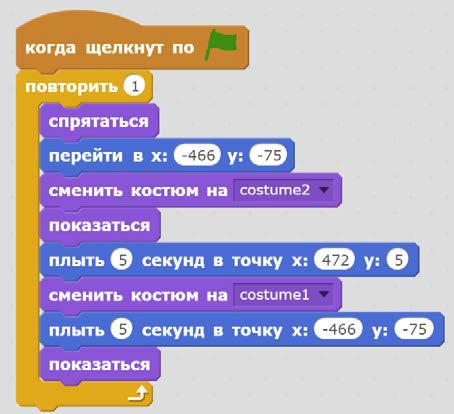 когда щелкнут по
повторить 1
спрятаться
перейти в x: -466 y: -75
сменить костюм на costume2
показаться
плыть 5 секунд в точку x: 472 y: 5
сменить костюм на costume1
плыть 5 секунд в точку x: -466 y: -75
показаться